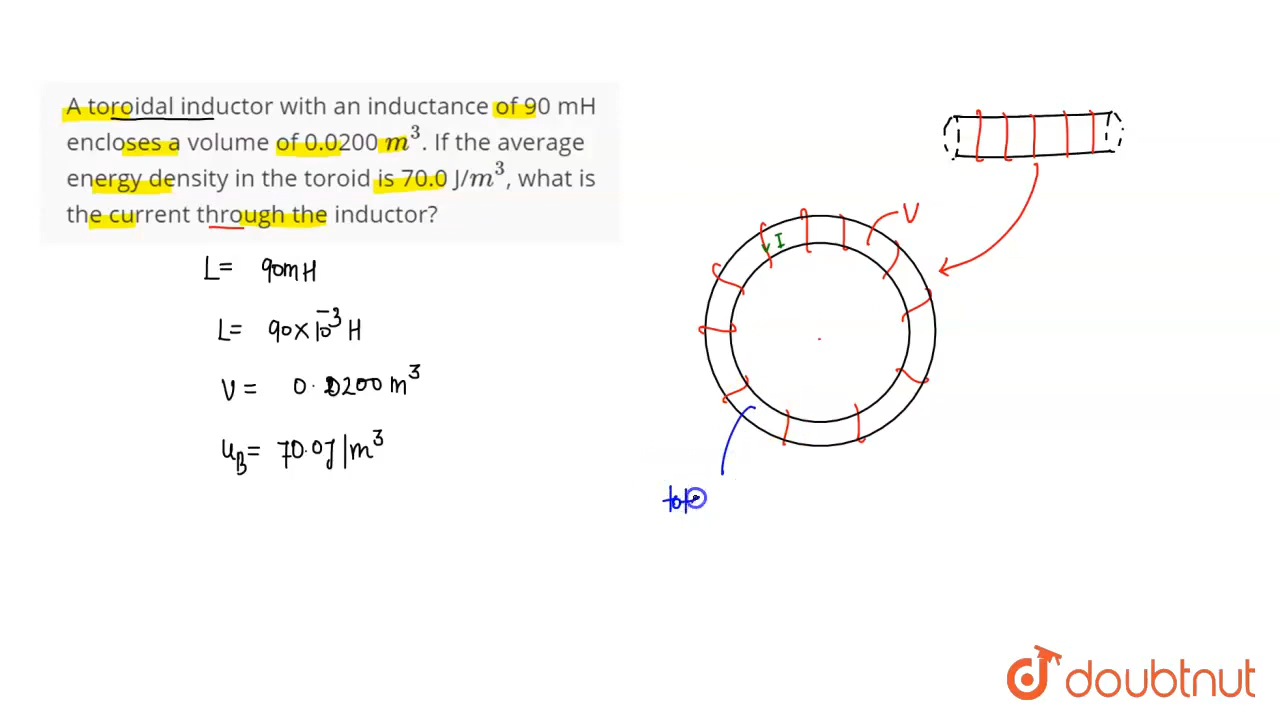 A toroidal inductor with an inductance of 90 mH
encloses a volume of 0.0200 m³. If the average
energy density in the toroid is 70.0 J/m³, what is
the current through the inductor?
L= 90mH
L= 90×10⁻³ H
V= 0.0200 m³
u_B= 70.0J/m³
I
V
doubtnut